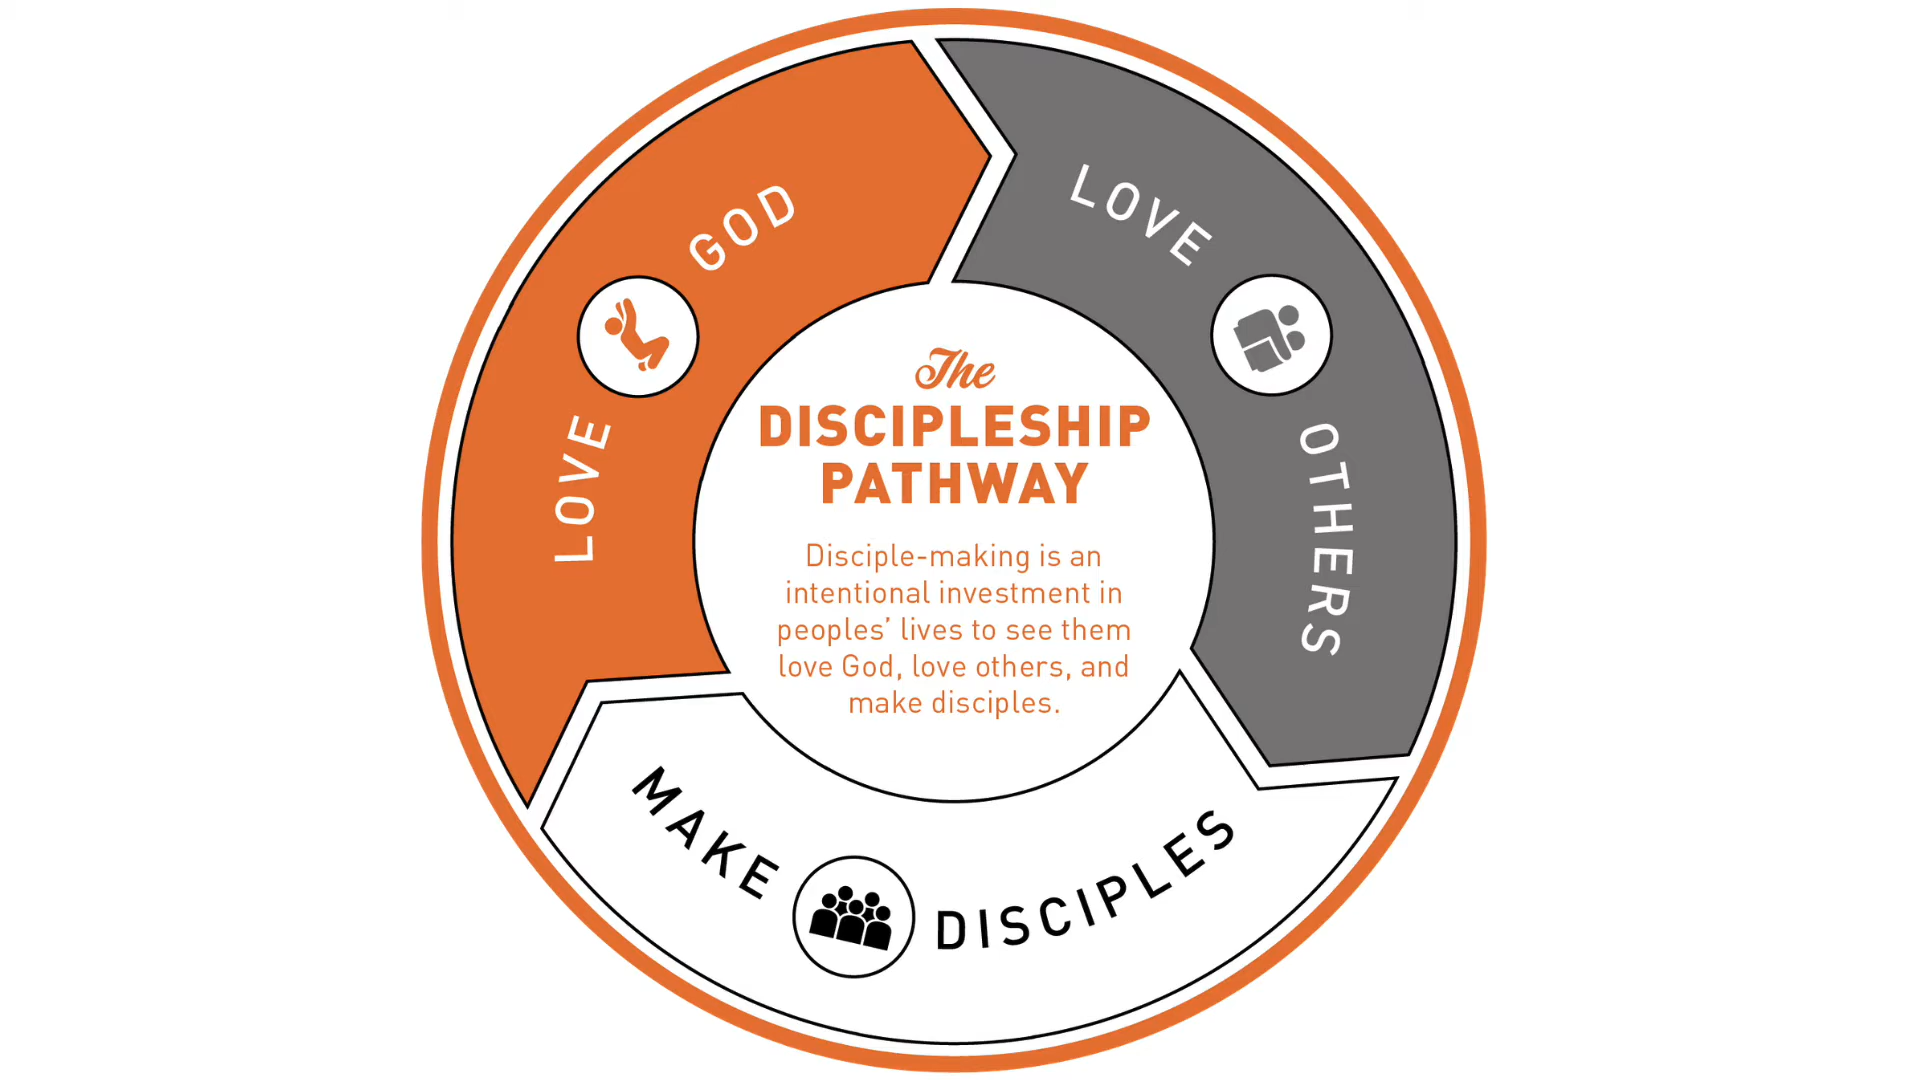 The
DISCIPLESHIP
PATHWAY
Disciple-making is an
intentional investment in
peoples’ lives to see them
love God, love others, and
make disciples.
LOVE GOD
LOVE OTHERS
MAKE DISCIPLES